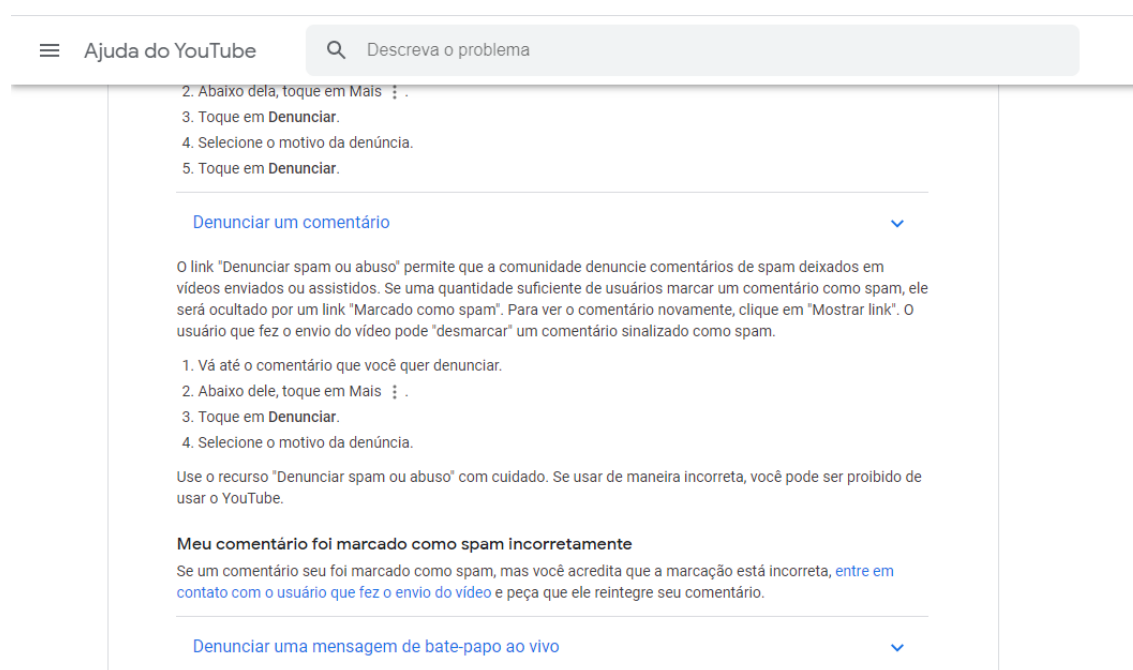 Ajuda do YouTube
Descreva o problema
2. Abaixo dela, toque em Mais ⋮ .
3. Toque em Denunciar.
4. Selecione o motivo da denúncia.
5. Toque em Denunciar.
Denunciar um comentário
O link "Denunciar spam ou abuso" permite que a comunidade denuncie comentários de spam deixados em
vídeos enviados ou assistidos. Se uma quantidade suficiente de usuários marcar um comentário como spam, ele
será ocultado por um link "Marcado como spam". Para ver o comentário novamente, clique em "Mostrar link". O
usuário que fez o envio do vídeo pode "desmarcar" um comentário sinalizado como spam.
1. Vá até o comentário que você quer denunciar.
2. Abaixo dele, toque em Mais ⋮ .
3. Toque em Denunciar.
4. Selecione o motivo da denúncia.
Use o recurso "Denunciar spam ou abuso" com cuidado. Se usar de maneira incorreta, você pode ser proibido de
usar o YouTube.
Meu comentário foi marcado como spam incorretamente
Se um comentário seu foi marcado como spam, mas você acredita que a marcação está incorreta, entre em
contato com o usuário que fez o envio do vídeo e peça que ele reintegre seu comentário.
Denunciar uma mensagem de bate-papo ao vivo